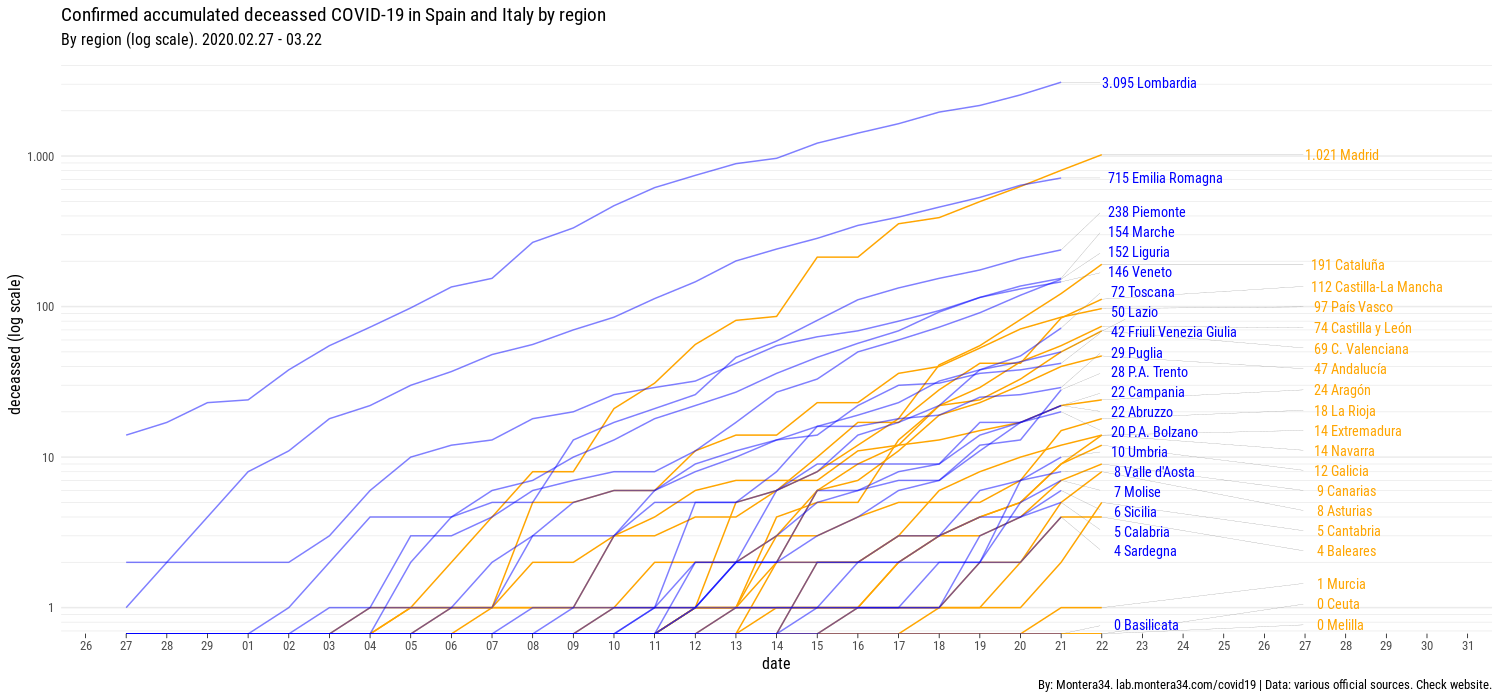 Confirmed accumulated deceassed COVID-19 in Spain and Italy by region
By region (log scale). 2020.02.27 - 03.22
deceassed (log scale)
1.000
100
10
1
3.095 Lombardia
1.021 Madrid
715 Emilia Romagna
238 Piemonte
154 Marche
152 Liguria
146 Veneto
72 Toscana
50 Lazio
42 Friuli Venezia Giulia
29 Puglia
28 P.A. Trento
22 Campania
22 Abruzzo
20 P.A. Bolzano
10 Umbria
8 Valle d'Aosta
7 Molise
6 Sicilia
5 Calabria
4 Sardegna
0 Basilicata
191 Cataluña
112 Castilla-La Mancha
97 País Vasco
74 Castilla y León
69 C. Valenciana
47 Andalucía
24 Aragón
18 La Rioja
14 Extremadura
14 Navarra
12 Galicia
9 Canarias
8 Asturias
5 Cantabria
4 Baleares
1 Murcia
0 Ceuta
0 Melilla
26 27 28 29 01 02 03 04 05 06 07 08 09 10 11 12 13 14 15 16 17 18 19 20 21 22 23 24 25 26 27 28 29 30 31
date
By: Montera34. lab.montera34.com/covid19 | Data: various official sources. Check website.